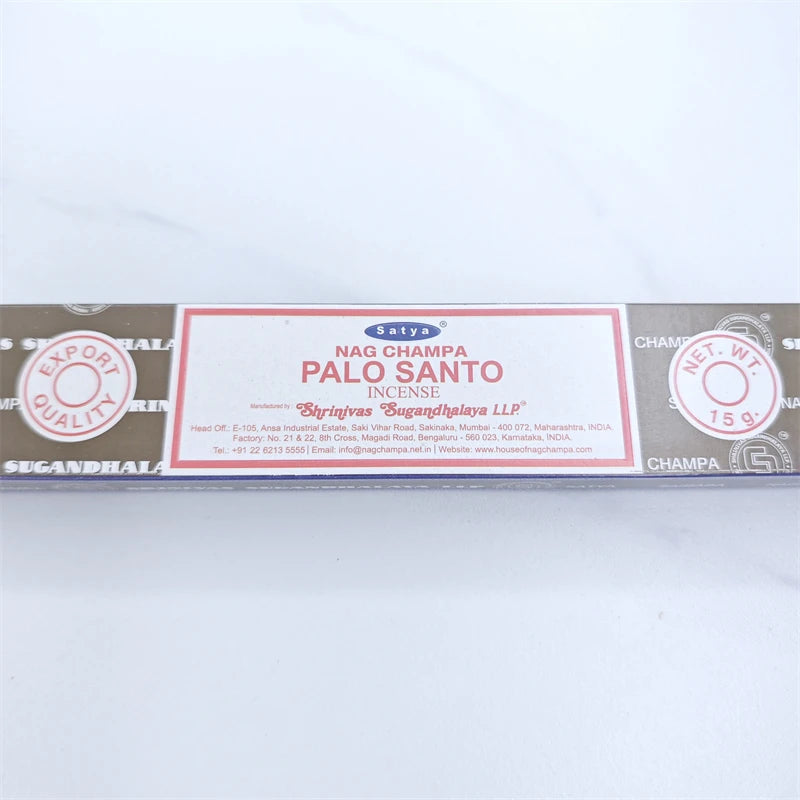 Satya®
NAG CHAMPA
PALO SANTO
INCENSE
Manufactured by : Shrinivas Sugandhalaya LLP.™
Head Off.: E-105, Ansa Industrial Estate, Saki Vihar Road, Sakinaka, Mumbai - 400 072, Maharashtra, INDIA.
Factory: No. 21 & 22, 8th Cross, Magadi Road, Bengaluru - 560 023, Karnataka, INDIA.
Tel.: +91 22 6213 5555 | Email: info@nagchampa.net.in | Website: www.houseofnagchampa.com
EXPORT
QUALITY
NET. WT.
15 g.
SUGANDHALA
CHAMPA
CHAMPA